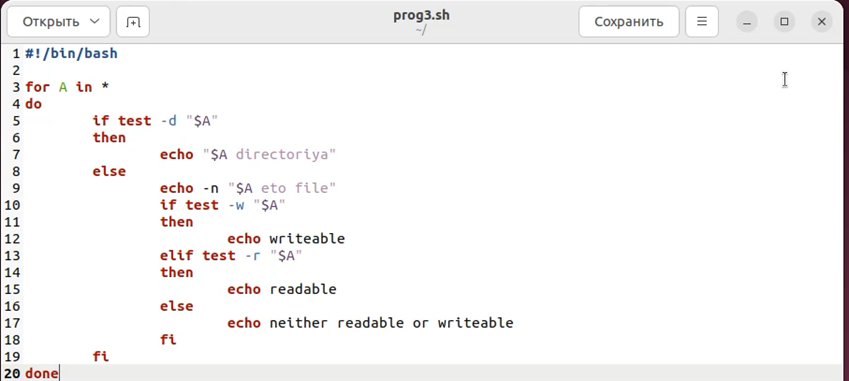 Открыть
prog3.sh
~/
Сохранить
1 #!/bin/bash
2
3 for A in *
4 do
5 if test -d "$A"
6 then
7 echo "$A directoriya"
8 else
9 echo -n "$A eto file"
10 if test -w "$A"
11 then
12 echo writeable
13 elif test -r "$A"
14 then
15 echo readable
16 else
17 echo neither readable or writeable
18 fi
19 fi
20 done